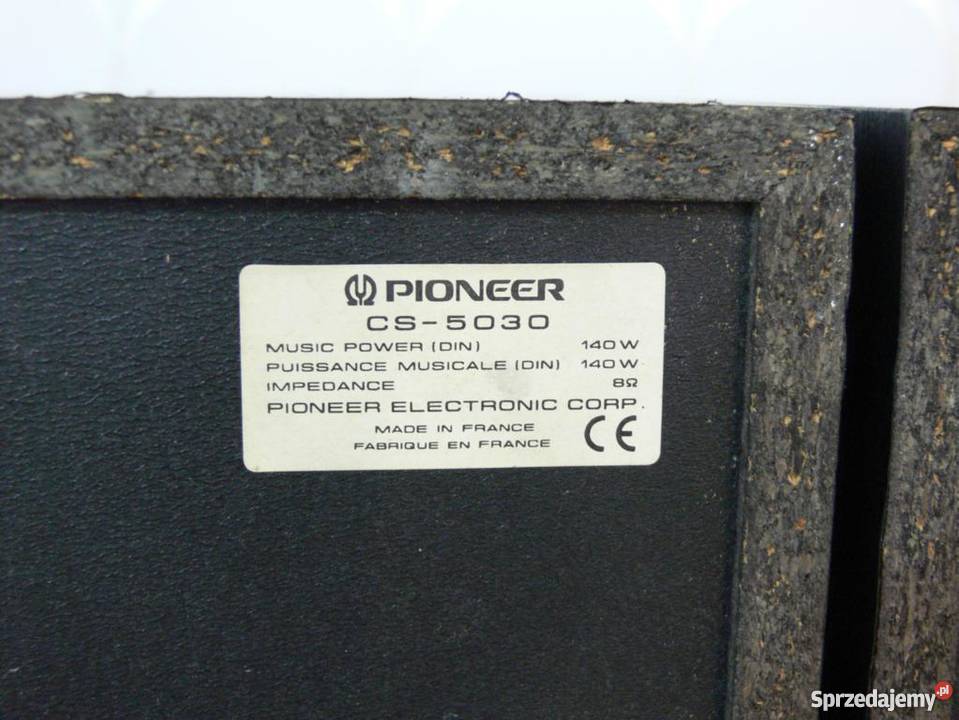 PIONEER
CS-5030
MUSIC POWER (DIN) 140 W
PUISSANCE MUSICALE (DIN) 140 W
IMPEDANCE 8Ω
PIONEER ELECTRONIC CORP.
MADE IN FRANCE
FABRIQUE EN FRANCE
CE
Sprzedajemy.pl